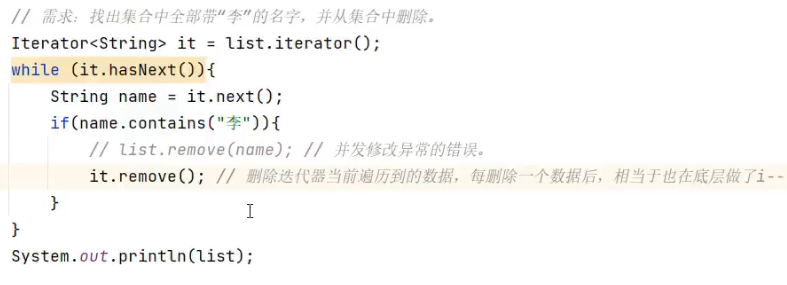 // 需求：找出集合中全部带“李”的名字，并从集合中删除。
Iterator<String> it = list.iterator();
while (it.hasNext()){
String name = it.next();
if(name.contains("李")){
// list.remove(name); // 并发修改异常的错误。
it.remove(); // 删除迭代器当前遍历到的数据，每删除一个数据后，相当于也在底层做了i--
}
}
System.out.println(list);